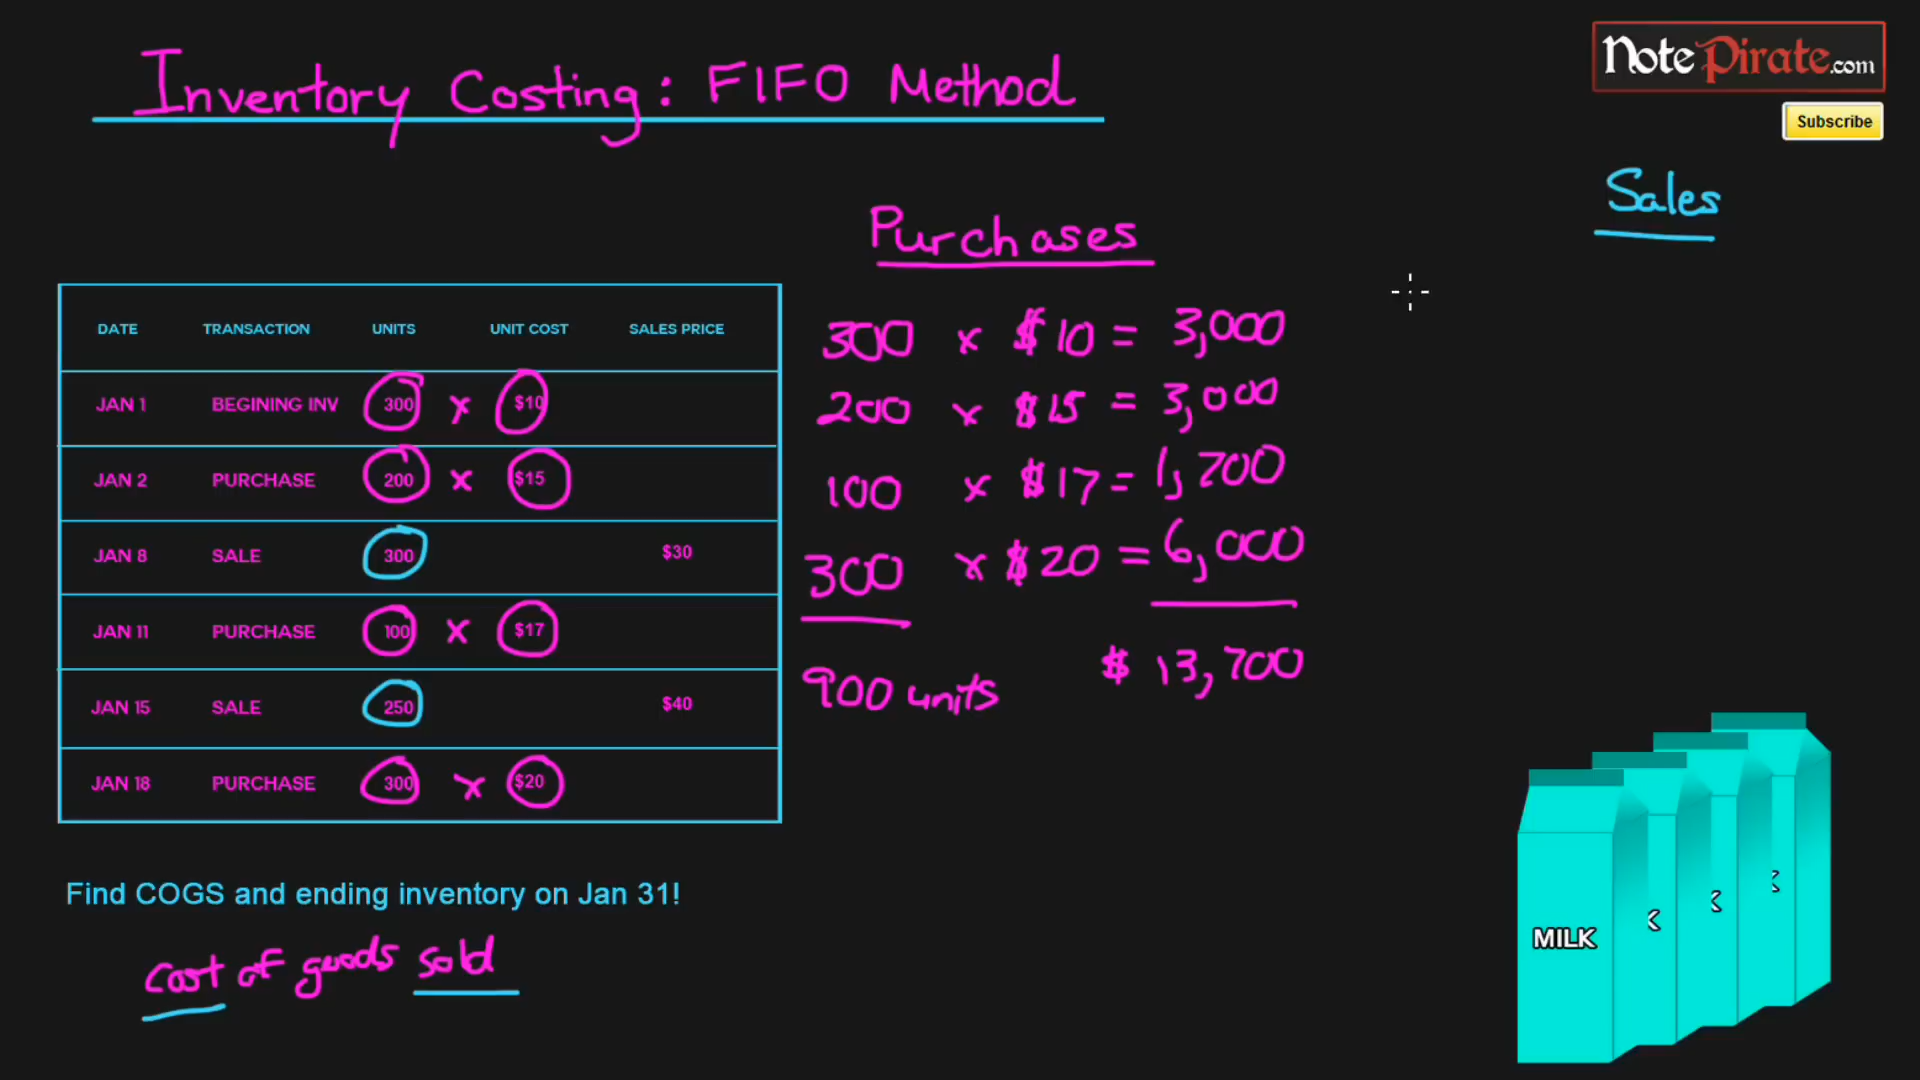 Inventory Costing: FIFO Method
NotePirate.com
Subscribe
Sales
Purchases
DATE TRANSACTION UNITS UNIT COST SALES PRICE
JAN 1 BEGINING INV 300 x $10
JAN 2 PURCHASE 200 x $15
JAN 8 SALE 300 $30
JAN 11 PURCHASE 100 x $17
JAN 15 SALE 250 $40
JAN 18 PURCHASE 300 x $20
300 x $10 = 3,000
200 x $15 = 3,000
100 x $17 = 1,700
300 x $20 = 6,000
900 units $ 13,700
Find COGS and ending inventory on Jan 31!
cost of goods sold
MILK
K
K
K